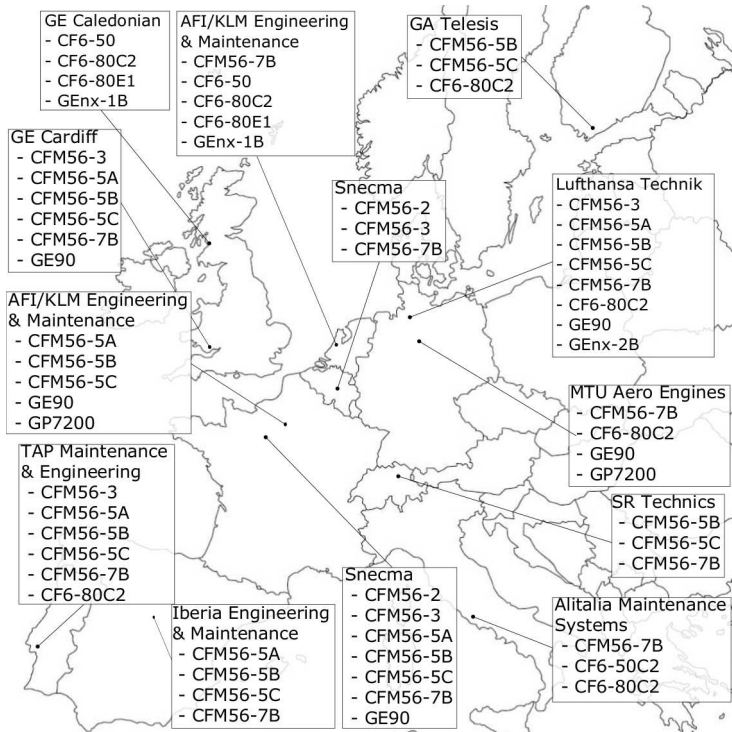 GE Caledonian
- CF6-50
- CF6-80C2
- CF6-80E1
- GEnx-1B
AFI/KLM Engineering
& Maintenance
- CFM56-7B
- CF6-50
- CF6-80C2
- CF6-80E1
- GEnx-1B
GA Telesis
- CFM56-5B
- CFM56-5C
- CF6-80C2
GE Cardiff
- CFM56-3
- CFM56-5A
- CFM56-5B
- CFM56-5C
- CFM56-7B
- GE90
Snecma
- CFM56-2
- CFM56-3
- CFM56-7B
Lufthansa Technik
- CFM56-3
- CFM56-5A
- CFM56-5B
- CFM56-5C
- CFM56-7B
- CF6-80C2
- GE90
- GEnx-2B
AFI/KLM Engineering
& Maintenance
- CFM56-5A
- CFM56-5B
- CFM56-5C
- GE90
- GP7200
MTU Aero Engines
- CFM56-7B
- CF6-80C2
- GE90
- GP7200
TAP Maintenance
& Engineering
- CFM56-3
- CFM56-5A
- CFM56-5B
- CFM56-5C
- CFM56-7B
- CF6-80C2
SR Technics
- CFM56-5B
- CFM56-5C
- CFM56-7B
Iberia Engineering
& Maintenance
- CFM56-5A
- CFM56-5B
- CFM56-5C
- CFM56-7B
Snecma
- CFM56-2
- CFM56-3
- CFM56-5A
- CFM56-5B
- CFM56-5C
- CFM56-7B
- GE90
Alitalia Maintenance
Systems
- CFM56-7B
- CF6-50C2
- CF6-80C2